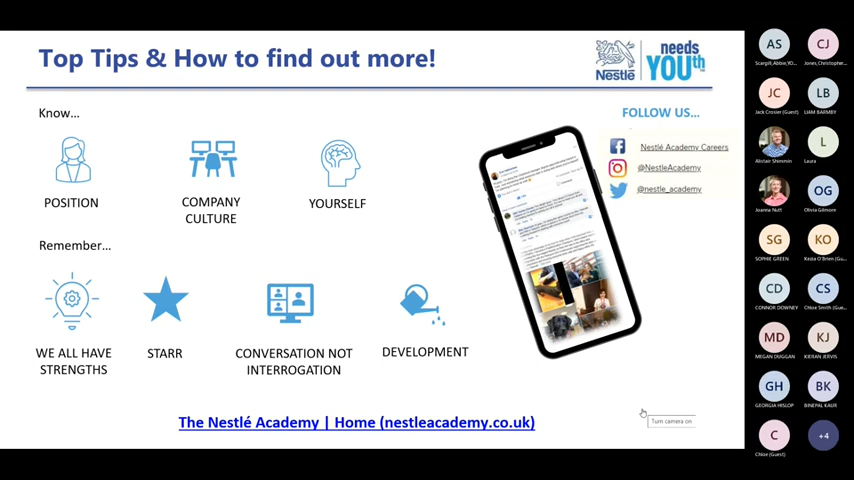 Top Tips & How to find out more!
Nestlé
needs
YOUth
Know...
FOLLOW US...
Nestlé Academy Careers
@NestleAcademy
@nestle_academy
POSITION
COMPANY
CULTURE
YOURSELF
Remember...
WE ALL HAVE
STRENGTHS
STARR
CONVERSATION NOT
INTERROGATION
DEVELOPMENT
The Nestlé Academy | Home (nestleacademy.co.uk)
Turn camera on
AS
CJ
Jones, Christopher...
JC
LB
Jack Crosier (Guest)
LIAM BARMBY
L
Alistair Shimmin
Laura
OG
Joanna Nutt
Olivia Gilmore
SG
KO
SOPHIE GREEN
Kezia O'Brien (Gu...
CD
CS
CONNOR DOWNEY
Chloe Smith (Gue...
MD
KJ
MEGAN DUGGAN
KIERAN JERVIS
GH
BK
GEORGIA HISLOP
BINEPAL KAUR
C
+4
Chloe (Guest)